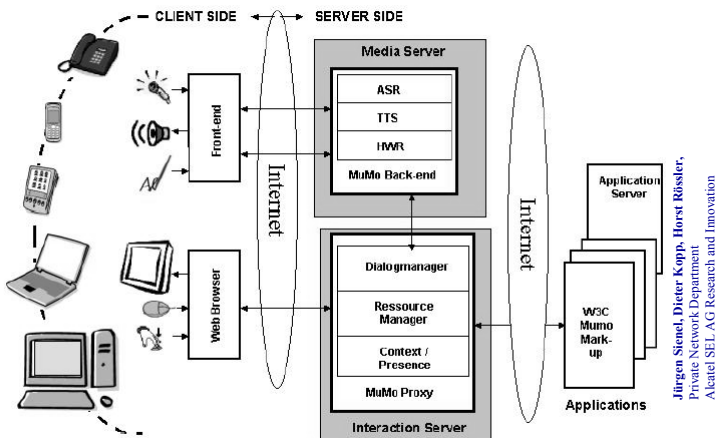 CLIENT SIDE
SERVER SIDE
Media Server
ASR
TTS
HWR
MuMo Back-end
Front-end
A
Internet
Web Browser
Dialogmanager
Ressource
Manager
Context /
Presence
MuMo Proxy
Interaction Server
Internet
Application
Server
W3C
Mumo
Mark-
up
Applications
Jürgen Sienel, Dieter Kopp, Horst Rössler,
Private Network Department
Alcatel SEL AG Research and Innovation